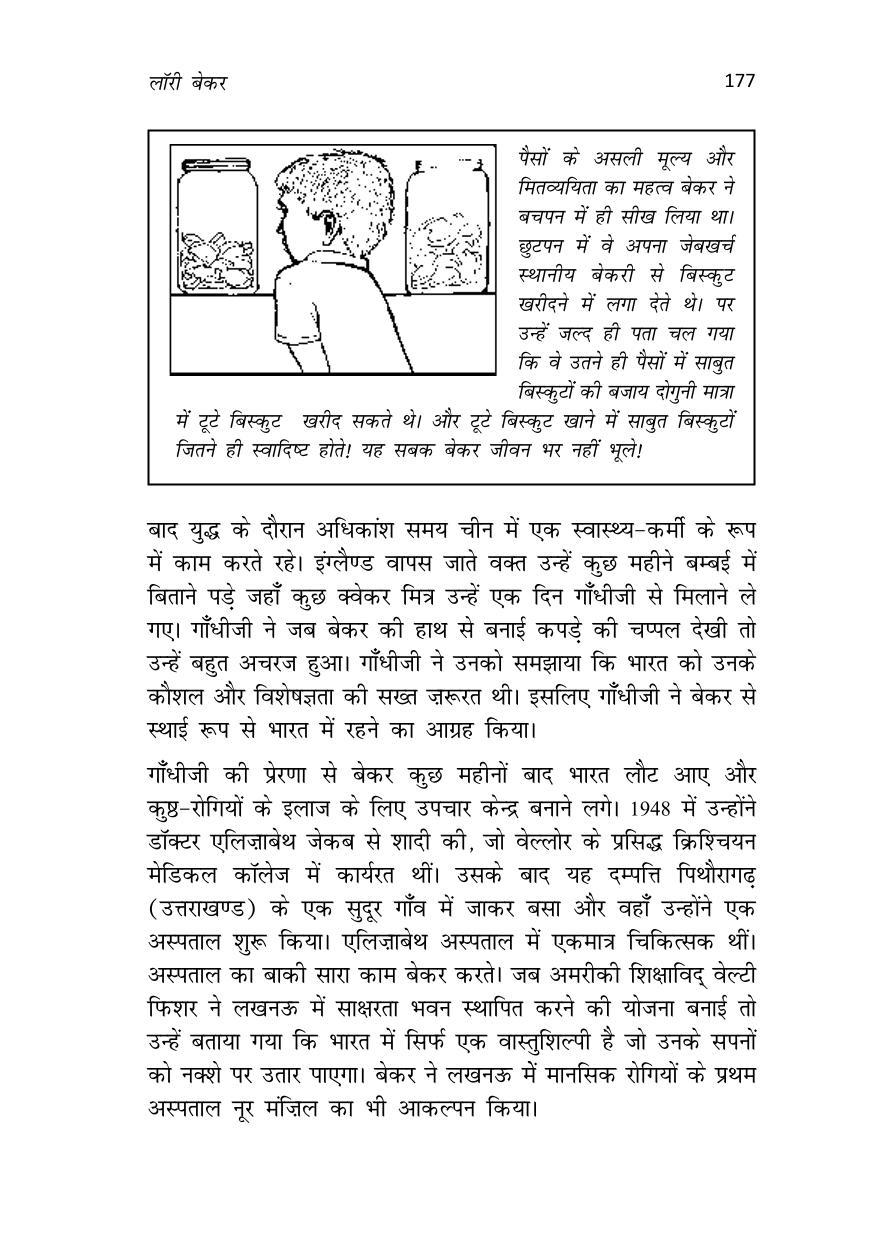 लॉरी बेकर 177
पैसों के असली मूल्य और
मितव्ययिता का महत्व बेकर ने
बचपन में ही सीख लिया था।
छुटपन में वे अपना जेबखर्च
स्थानीय बेकरी से बिस्कुट
खरीदने में लगा देते थे। पर
उन्हें जल्द ही पता चल गया
कि वे उतने ही पैसों में साबुत
बिस्कुटों की बजाय दोगुनी मात्रा
में टूटे बिस्कुट खरीद सकते थे। और टूटे बिस्कुट खाने में साबुत बिस्कुटों
जितने ही स्वादिष्ट होते! यह सबक बेकर जीवन भर नहीं भूले!
बाद युद्ध के दौरान अधिकांश समय चीन में एक स्वास्थ्य-कर्मी के रूप
में काम करते रहे। इंग्लैण्ड वापस जाते वक्त उन्हें कुछ महीने बम्बई में
बिताने पड़े जहाँ कुछ क्वेकर मित्र उन्हें एक दिन गाँधीजी से मिलाने ले
गए। गाँधीजी ने जब बेकर की हाथ से बनाई कपड़े की चप्पल देखी तो
उन्हें बहुत अचरज हुआ। गाँधीजी ने उनको समझाया कि भारत को उनके
कौशल और विशेषज्ञता की सख्त ज़रूरत थी। इसलिए गाँधीजी ने बेकर से
स्थाई रूप से भारत में रहने का आग्रह किया।
गाँधीजी की प्रेरणा से बेकर कुछ महीनों बाद भारत लौट आए और
कुष्ठ-रोगियों के इलाज के लिए उपचार केन्द्र बनाने लगे। 1948 में उन्होंने
डॉक्टर एलिज़ाबेथ जेकब से शादी की, जो वेल्लोर के प्रसिद्ध क्रिश्चियन
मेडिकल कॉलेज में कार्यरत थीं। उसके बाद यह दम्पत्ति पिथौरागढ़
(उत्तराखण्ड) के एक सुदूर गाँव में जाकर बसा और वहाँ उन्होंने एक
अस्पताल शुरू किया। एलिज़ाबेथ अस्पताल में एकमात्र चिकित्सक थीं।
अस्पताल का बाकी सारा काम बेकर करते। जब अमरीकी शिक्षाविद् वेल्टी
फिशर ने लखनऊ में साक्षरता भवन स्थापित करने की योजना बनाई तो
उन्हें बताया गया कि भारत में सिर्फ एक वास्तुशिल्पी है जो उनके सपनों
को नक्शे पर उतार पाएगा। बेकर ने लखनऊ में मानसिक रोगियों के प्रथम
अस्पताल नूर मंज़िल का भी आकल्पन किया।